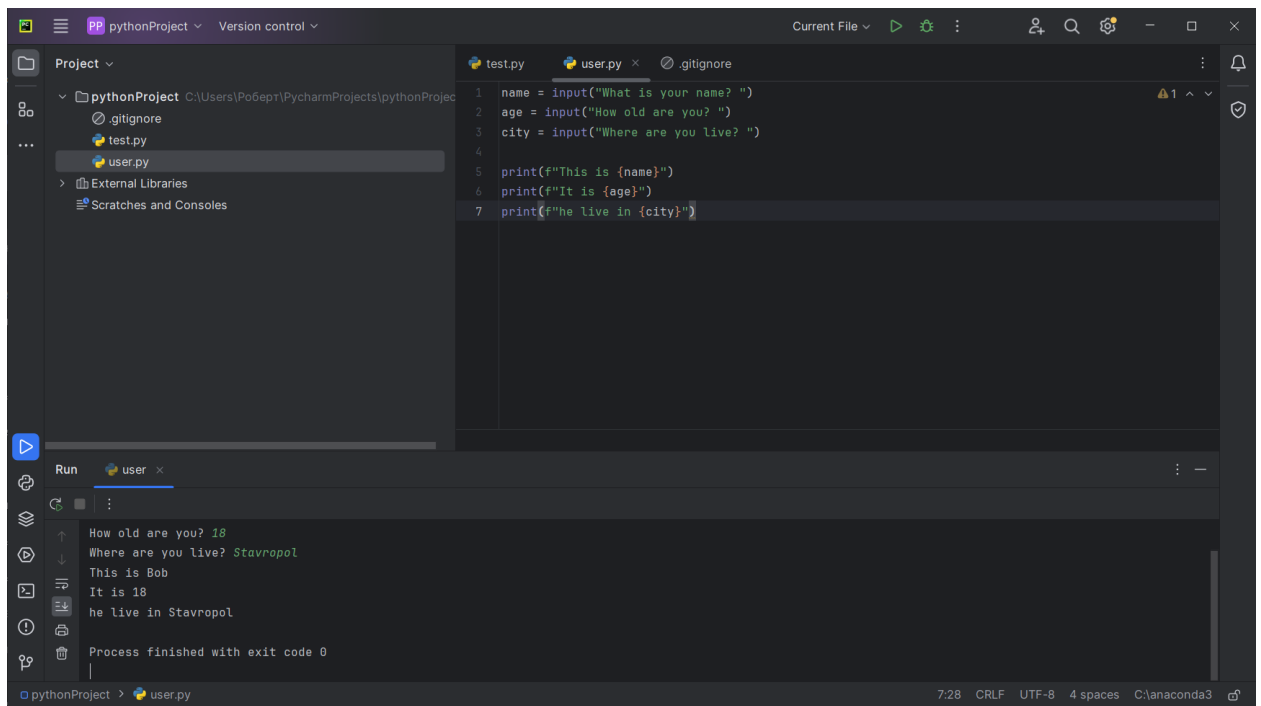 PC PP pythonProject Version control Current File
Project
test.py user.py .gitignore
pythonProject C:\Users\Роберт\PycharmProjects\pythonProjec
.gitignore
test.py
user.py
External Libraries
Scratches and Consoles
1 name = input("What is your name? ")
2 age = input("How old are you? ")
3 city = input("Where are you live? ")
4
5 print(f"This is {name}")
6 print(f"It is {age}")
7 print(f"he live in {city}")
1
Run user
How old are you? 18
Where are you live? Stavropol
This is Bob
It is 18
he live in Stavropol
Process finished with exit code 0
pythonProject > user.py 7:28 CRLF UTF-8 4 spaces C:\anaconda3